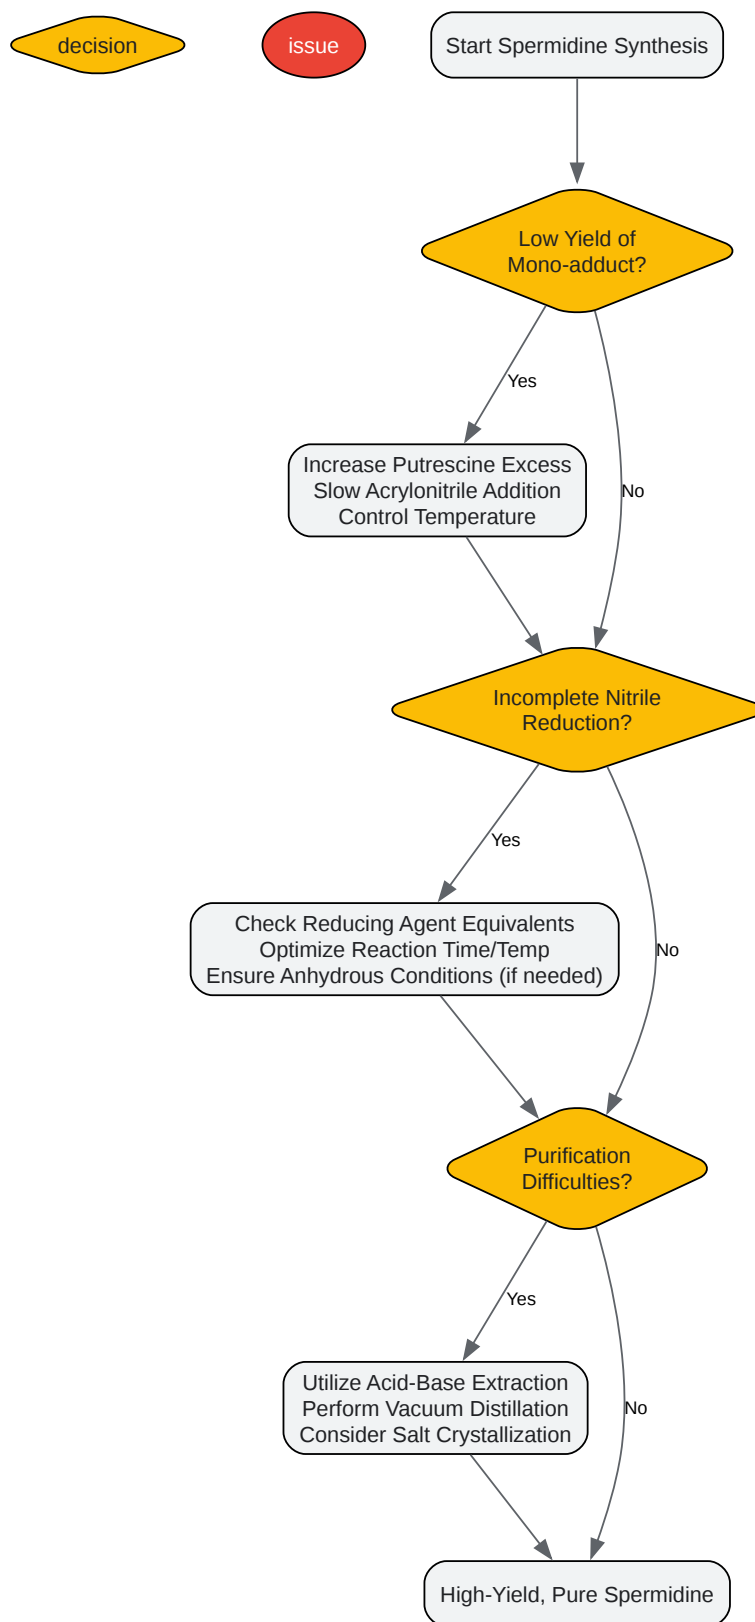 decision
issue
Start Spermidine Synthesis
Low Yield of
Mono-adduct?
Yes
No
Increase Putrescine Excess
Slow Acrylonitrile Addition
Control Temperature
Incomplete Nitrile
Reduction?
Yes
No
Check Reducing Agent Equivalents
Optimize Reaction Time/Temp
Ensure Anhydrous Conditions (if needed)
Purification
Difficulties?
Yes
No
Utilize Acid-Base Extraction
Perform Vacuum Distillation
Consider Salt Crystallization
High-Yield, Pure Spermidine